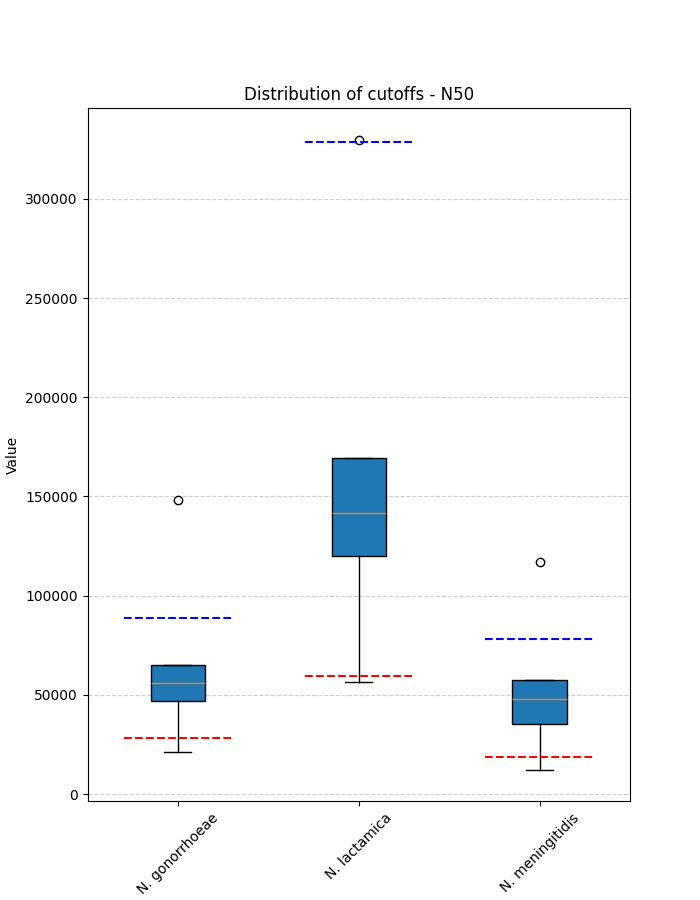 Distribution of cutoffs - N50
Value
300000
250000
200000
150000
100000
50000
0
N. gonorrhoeae
N. lactamica
N. meningitidis